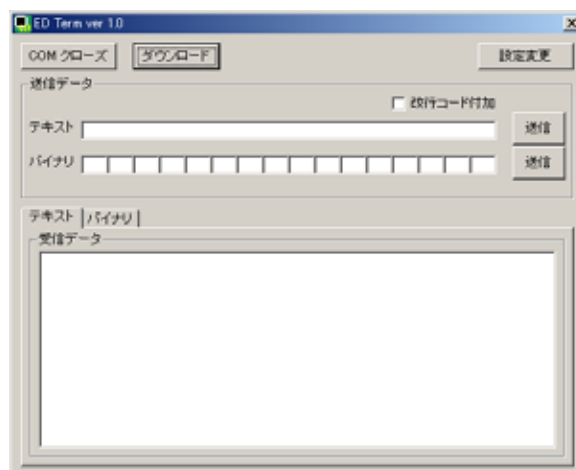 ED Term ver 1.0
COM クローズ ダウンロード 設定変更
送信データ
改行コード付加
テキスト 送信
バイナリ 送信
テキスト バイナリ
受信データ